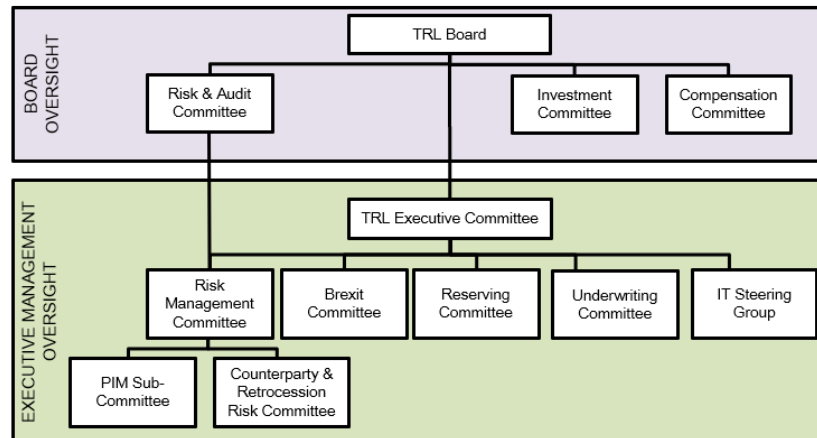 BOARD
OVERSIGHT
TRL Board
Risk & Audit
Committee
Investment
Committee
Compensation
Committee
EXECUTIVE MANAGEMENT
OVERSIGHT
TRL Executive Committee
Risk
Management
Committee
Brexit
Committee
Reserving
Committee
Underwriting
Committee
IT Steering
Group
PIM Sub-
Committee
Counterparty &
Retrocession
Risk Committee